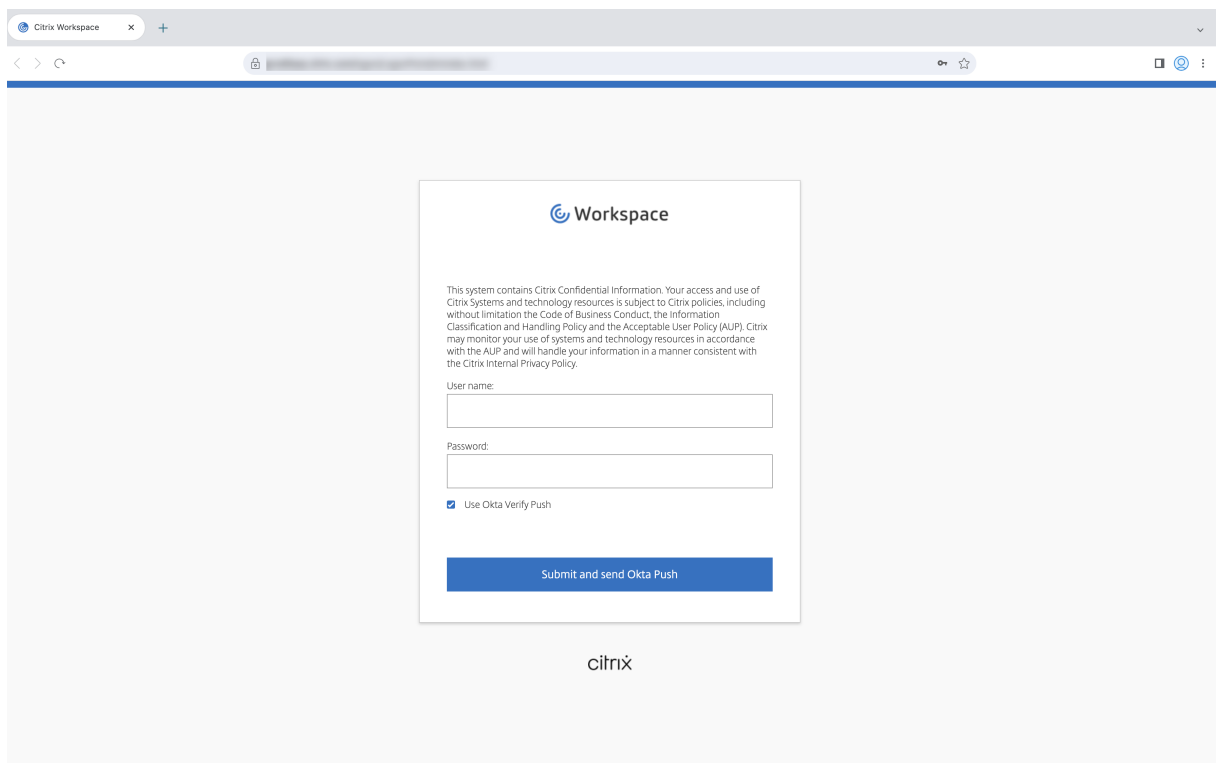 Citrix Workspace
Workspace
This system contains Citrix Confidential Information. Your access and use of
Citrix Systems and technology resources is subject to Citrix policies, including
without limitation the Code of Business Conduct, the Information
Classification and Handling Policy and the Acceptable User Policy (AUP). Citrix
may monitor your use of systems and technology resources in accordance
with the AUP and will handle your information in a manner consistent with
the Citrix Internal Privacy Policy.
User name:
Password:
Use Okta Verify Push
Submit and send Okta Push
citrix